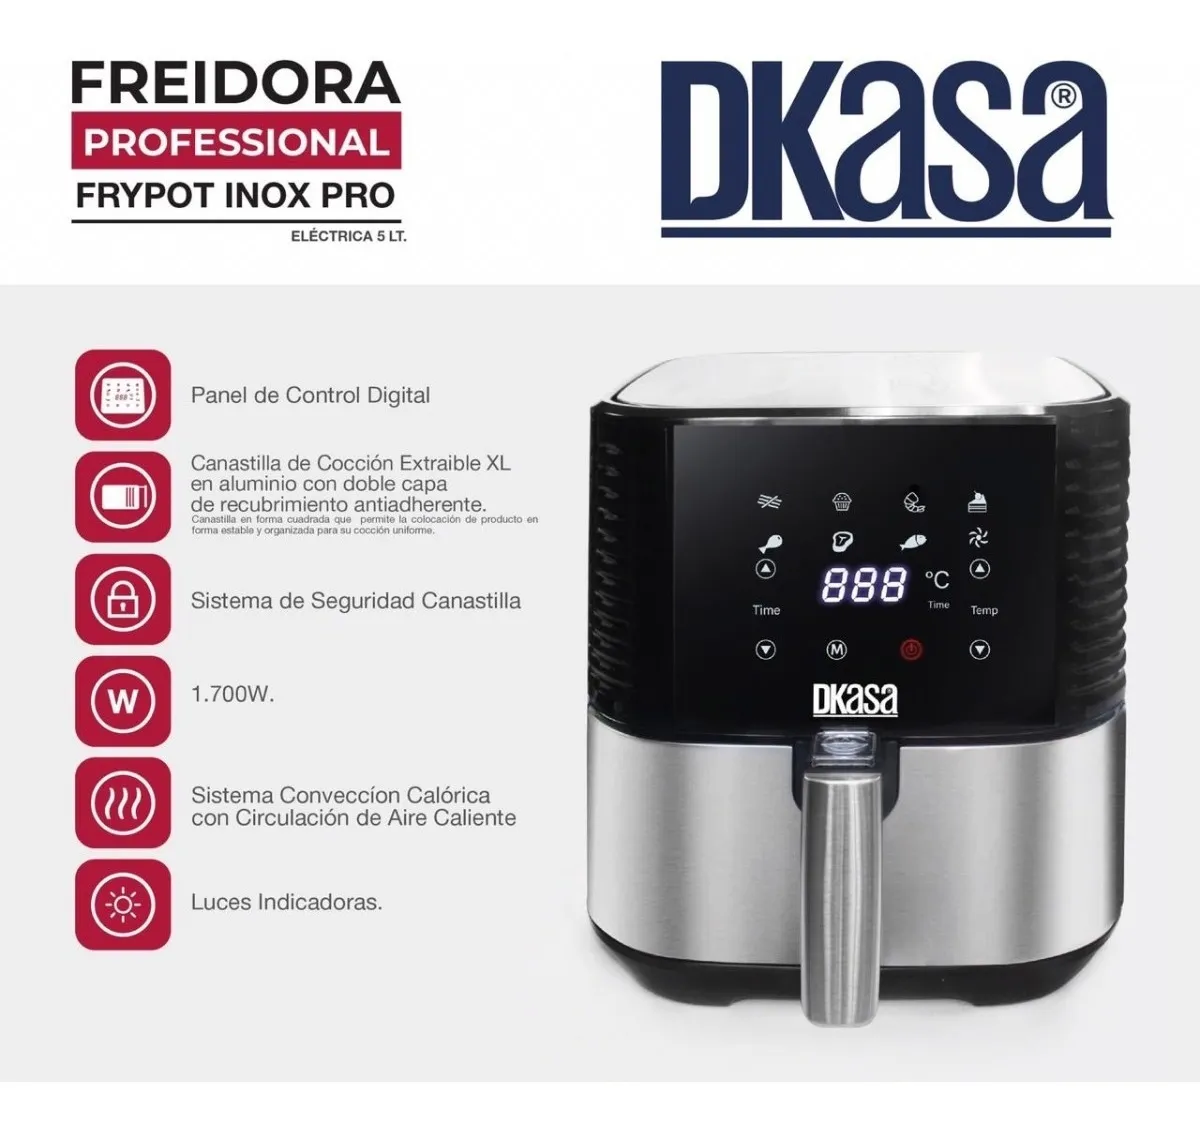 FREIDORA
PROFESSIONAL
FRYPOT INOX PRO
ELÉCTRICA 5 LT.
DKasa®
Panel de Control Digital
Canastilla de Cocción Extraible XL
en aluminio con doble capa
de recubrimiento antiadherente.
Canastilla en forma cuadrada que permite la colocación de producto en
forma estable y organizada para su cocción uniforme.
Sistema de Seguridad Canastilla
W
1.700W.
Sistema Conveccíon Calórica
con Circulación de Aire Caliente
Luces Indicadoras.
888 °C
Time
Time
Temp
M
DKasa